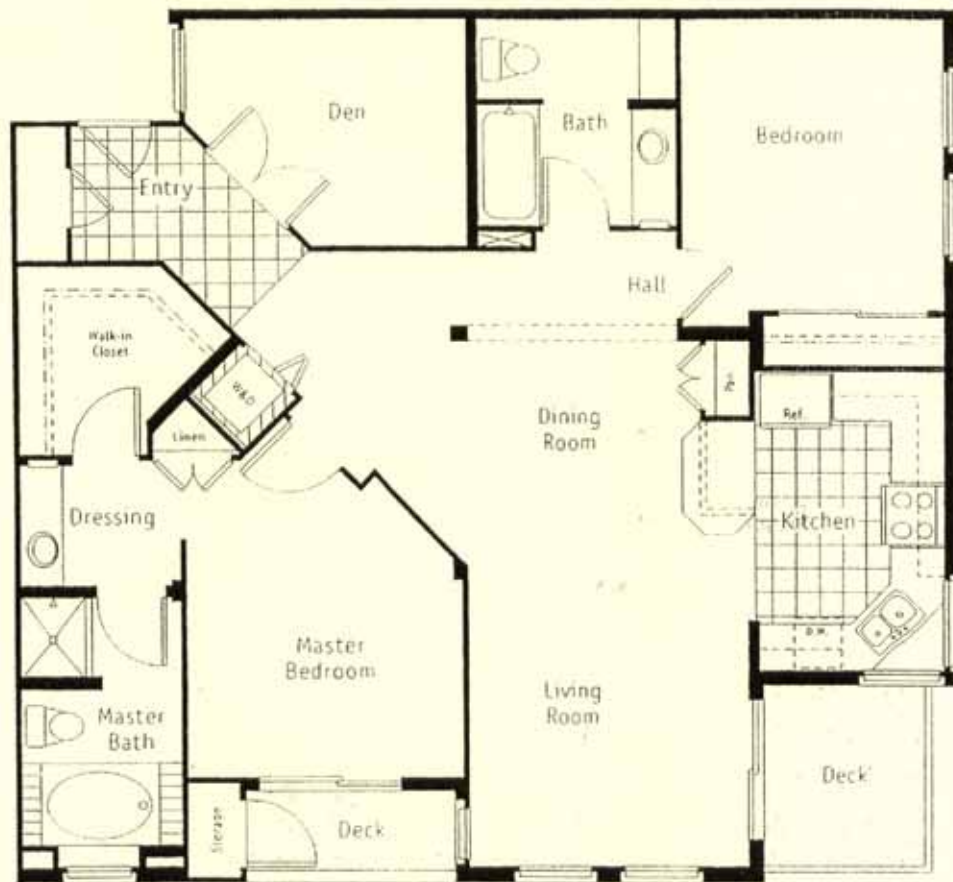 Den
Bath
Bedroom
Entry
Hall
Walk-in
Closet
W&D
Pan
Linen
Dining
Room
Ref.
Dressing
Kitchen
D.W.
Master
Bedroom
Living
Room
Master
Bath
Deck
Storage
Deck